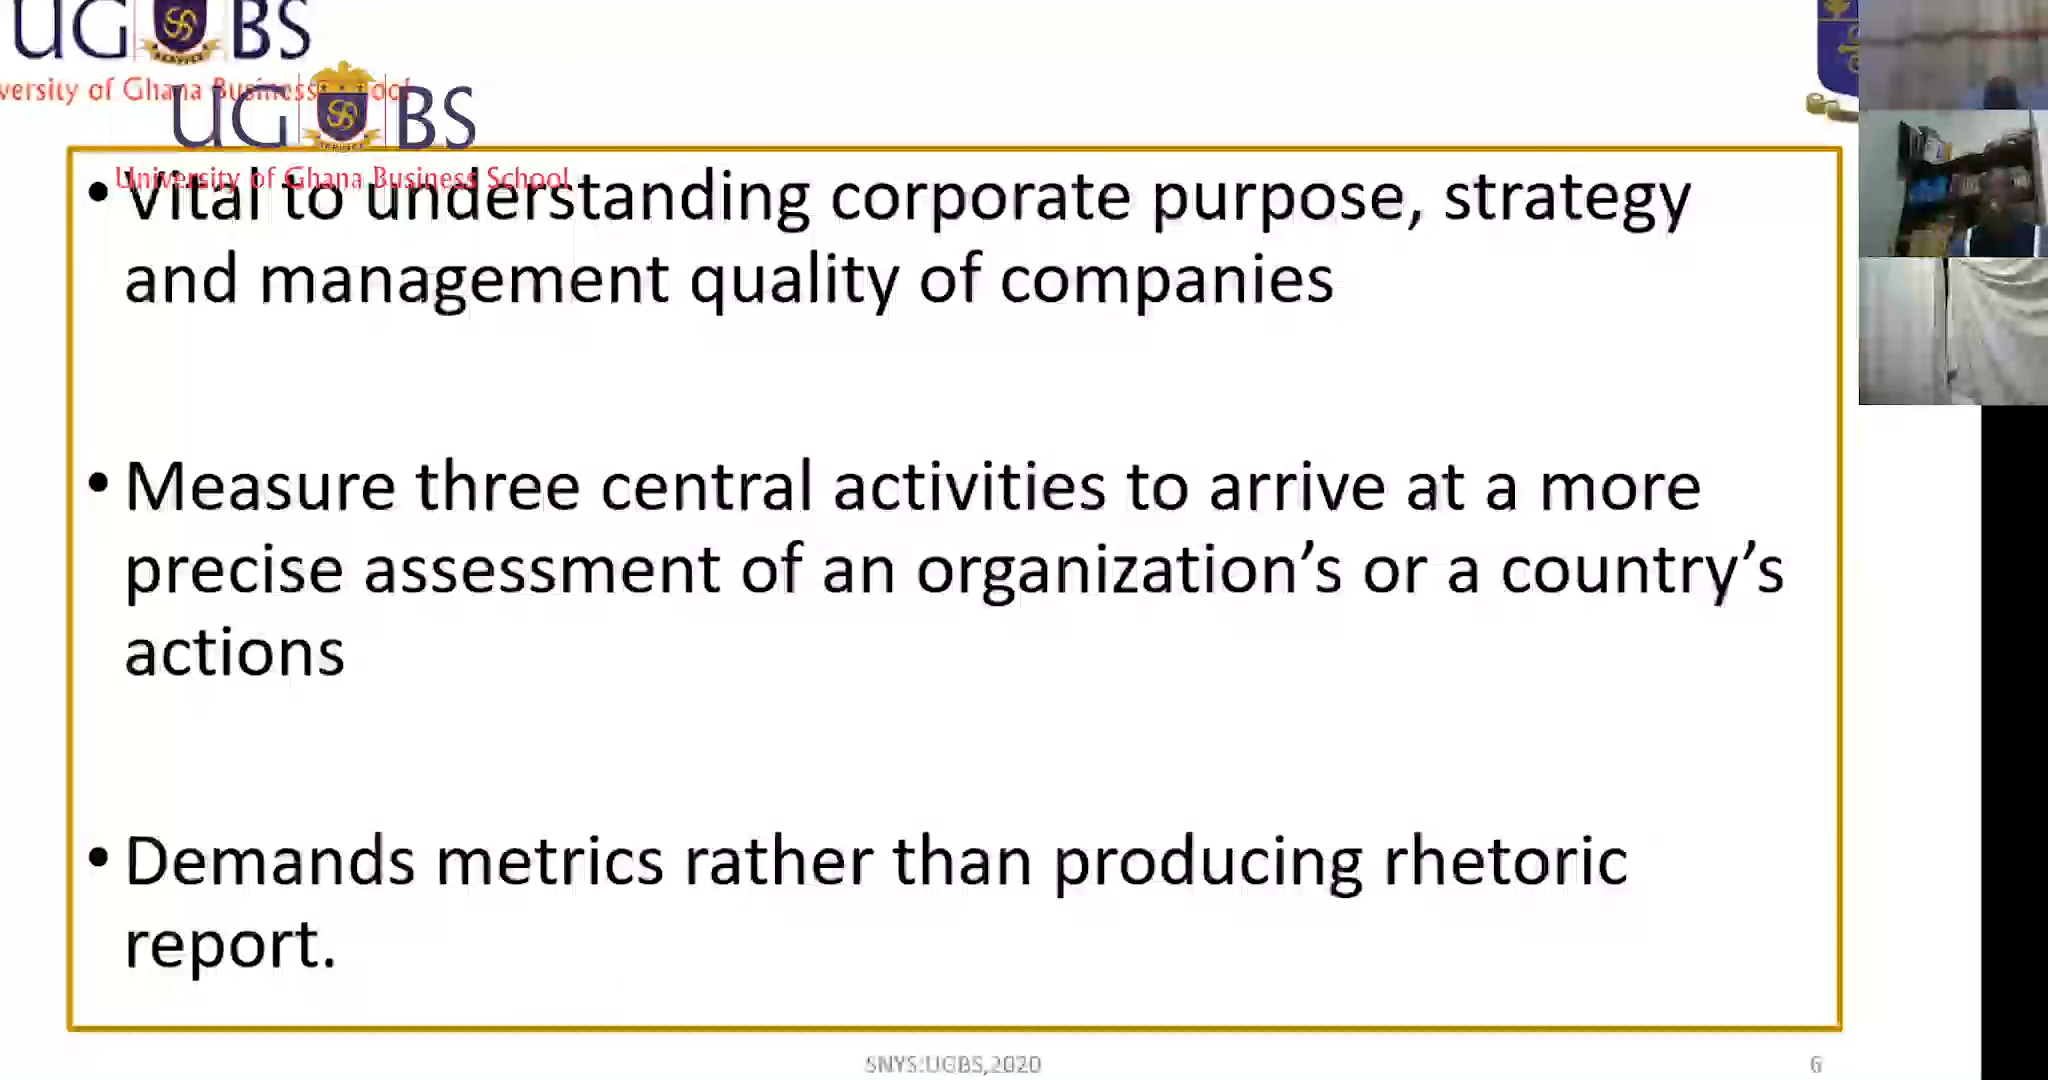 UG BS
versity of Ghana Business School
UG BS
University of Ghana Business School
• Vital to understanding corporate purpose, strategy
and management quality of companies
• Measure three central activities to arrive at a more
precise assessment of an organization’s or a country’s
actions
• Demands metrics rather than producing rhetoric
report.
SNYS:UGBS,2020
6